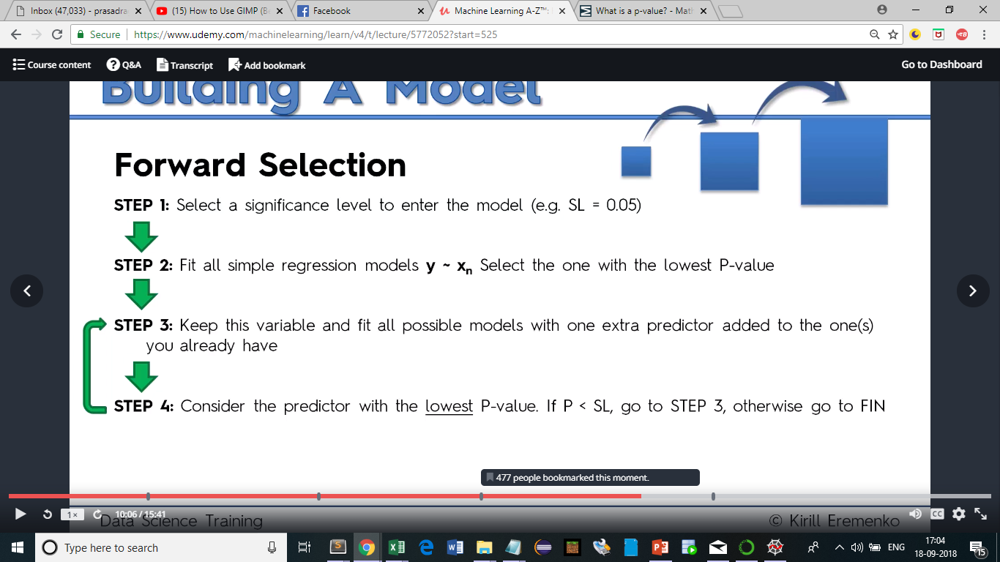 Inbox (47,033) - prasadra
(15) How to Use GIMP (Be
Facebook
Machine Learning A-Z™:
What is a p-value? - Mat
Secure | https://www.udemy.com/machinelearning/learn/v4/t/lecture/5772052?start=525
Course content
Q&A
Transcript
Add bookmark
Go to Dashboard
Building A Model
Forward Selection
STEP 1: Select a significance level to enter the model (e.g. SL = 0.05)
STEP 2: Fit all simple regression models y ~ xn Select the one with the lowest P-value
STEP 3: Keep this variable and fit all possible models with one extra predictor added to the one(s)
you already have
STEP 4: Consider the predictor with the lowest P-value. If P < SL, go to STEP 3, otherwise go to FIN
477 people bookmarked this moment.
1×
10:06 / 15:41
CC
Data Science Training
© Kirill Eremenko
Type here to search
ENG
17:04
18-09-2018
15